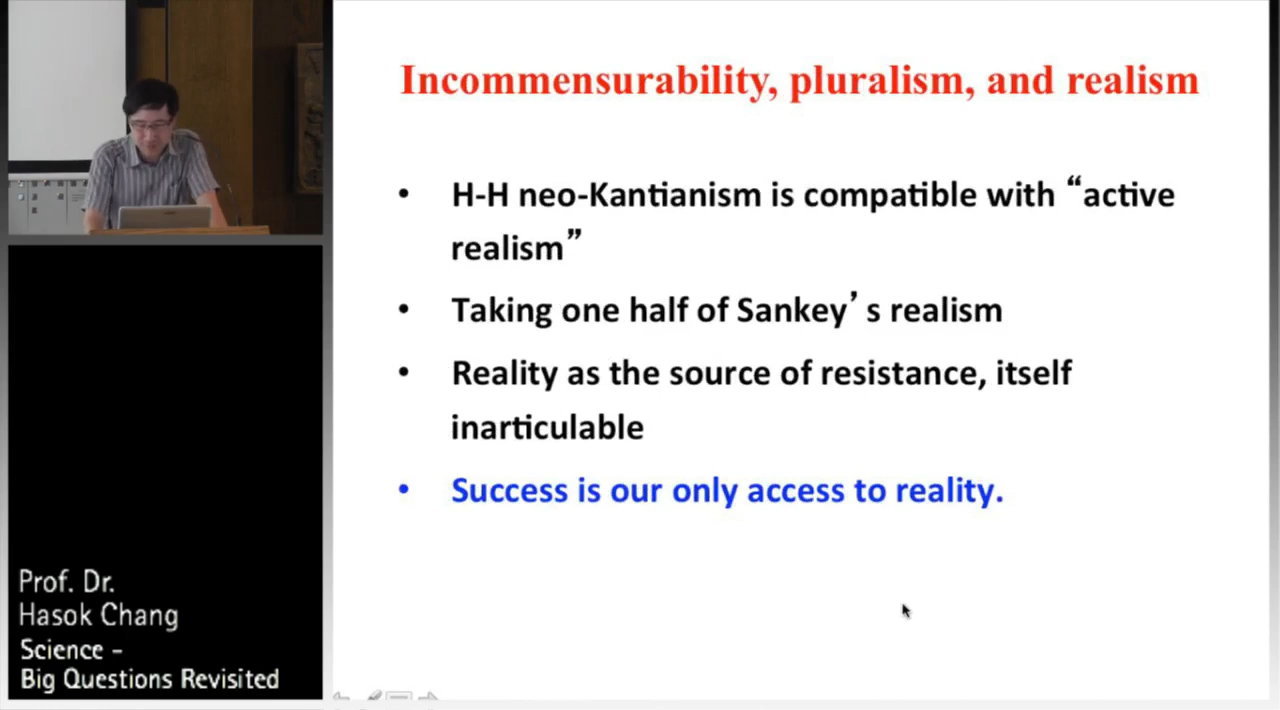 Incommensurability, pluralism, and realism
• H-H neo-Kantianism is compatible with “active
realism”
• Taking one half of Sankey’s realism
• Reality as the source of resistance, itself
inarticulable
• Success is our only access to reality.
Prof. Dr.
Hasok Chang
Science –
Big Questions Revisited